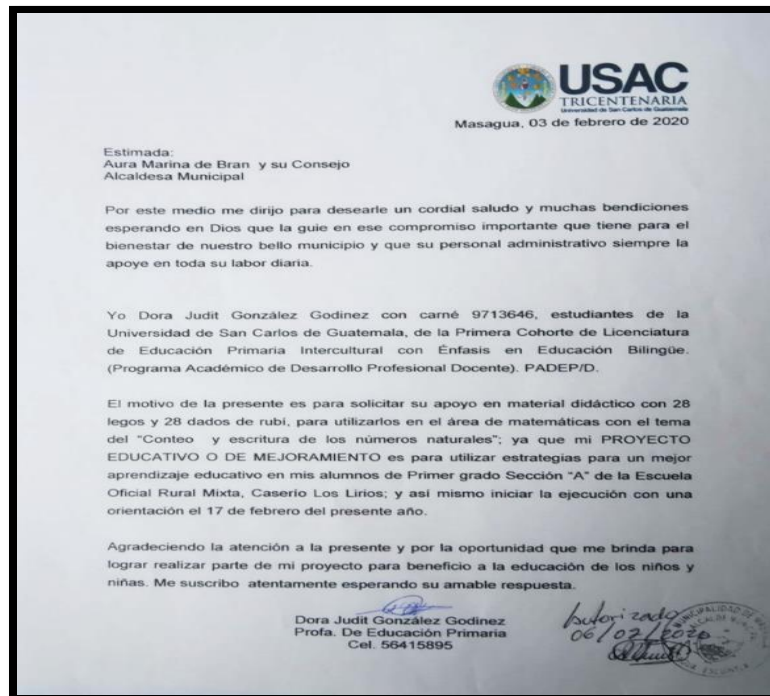 USAC
TRICENTENARIA
Universidad de San Carlos de Guatemala
Masagua, 03 de febrero de 2020
Estimada:
Aura Marina de Bran y su Consejo
Alcaldesa Municipal
Por este medio me dirijo para desearle un cordial saludo y muchas bendiciones
esperando en Dios que la guie en ese compromiso importante que tiene para el
bienestar de nuestro bello municipio y que su personal administrativo siempre la
apoye en toda su labor diaria.
Yo Dora Judit González Godinez con carné 9713646, estudiantes de la
Universidad de San Carlos de Guatemala, de la Primera Cohorte de Licenciatura
de Educación Primaria Intercultural con Énfasis en Educación Bilingüe.
(Programa Académico de Desarrollo Profesional Docente). PADEP/D.
El motivo de la presente es para solicitar su apoyo en material didáctico con 28
legos y 28 dados de rubí, para utilizarlos en el área de matemáticas con el tema
del "Conteo y escritura de los números naturales"; ya que mi PROYECTO
EDUCATIVO O DE MEJORAMIENTO es para utilizar estrategias para un mejor
aprendizaje educativo en mis alumnos de Primer grado Sección "A" de la Escuela
Oficial Rural Mixta, Caserío Los Lirios; y así mismo iniciar la ejecución con una
orientación el 17 de febrero del presente año.
Agradeciendo la atención a la presente y por la oportunidad que me brinda para
lograr realizar parte de mi proyecto para beneficio a la educación de los niños y
niñas. Me suscribo atentamente esperando su amable respuesta.
Dora Judit González Godinez
Profa. De Educación Primaria
Cel. 56415895
Autorizado
06/02/2020